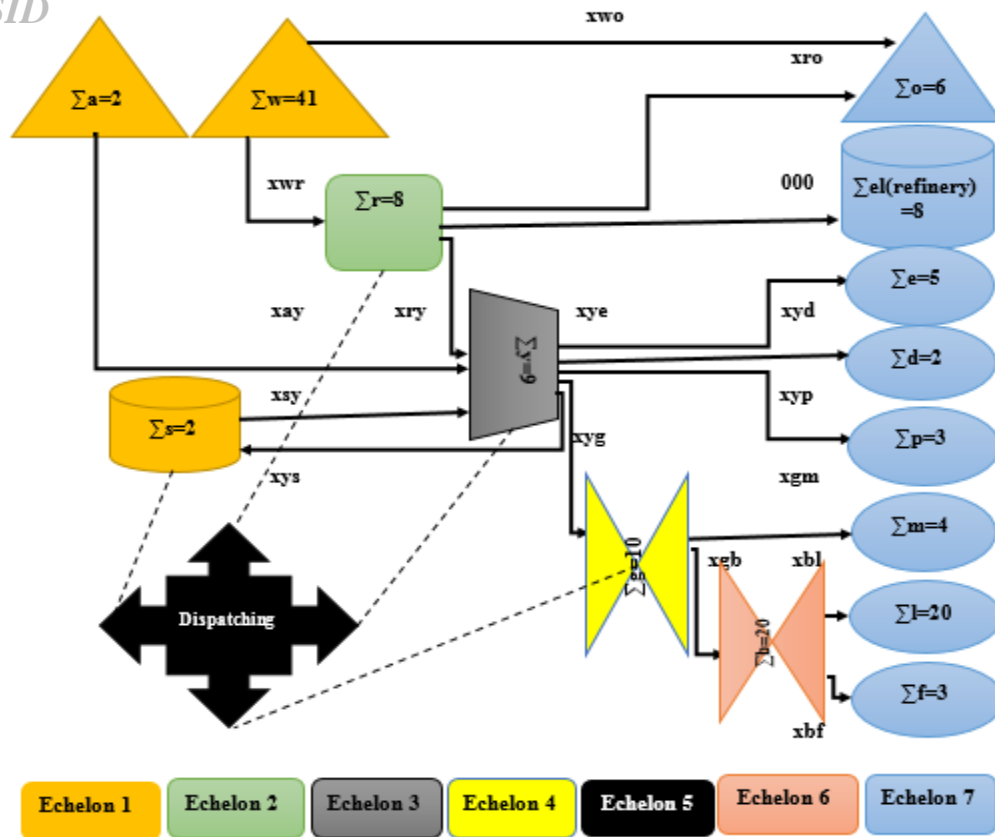 SID
xwo
xro
∑a=2
∑w=41
∑o=6
xwr
∑r=8
000
∑el(refinery)
=8
∑e=5
xay
xry
xye
xyd
∑y=9
∑d=2
xsy
xyp
∑s=2
xyg
∑p=3
xys
xgm
∑m=4
∑g=10
xgb
xbl
Dispatching
∑l=20
∑b=20
∑f=3
xbf
Echelon 1
Echelon 2
Echelon 3
Echelon 4
Echelon 5
Echelon 6
Echelon 7